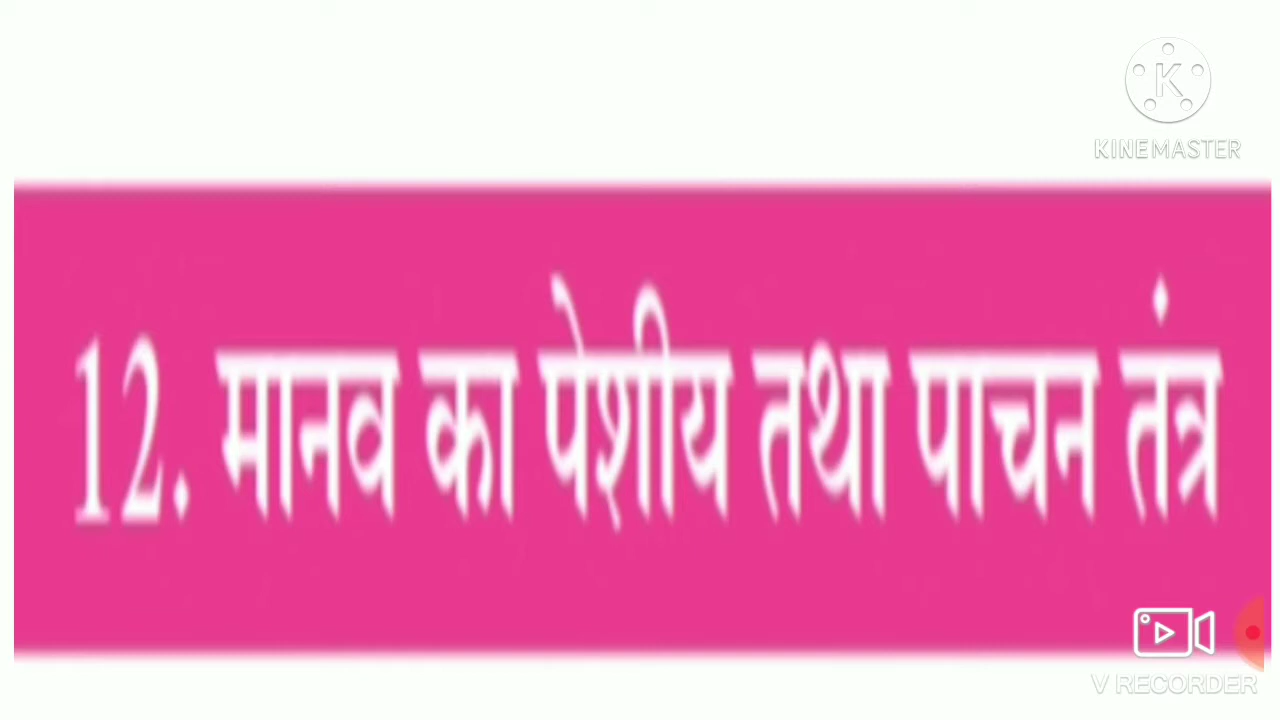 K
KINEMASTER
12. मानव का पेशीय तथा पाचन तंत्र
V RECORDER